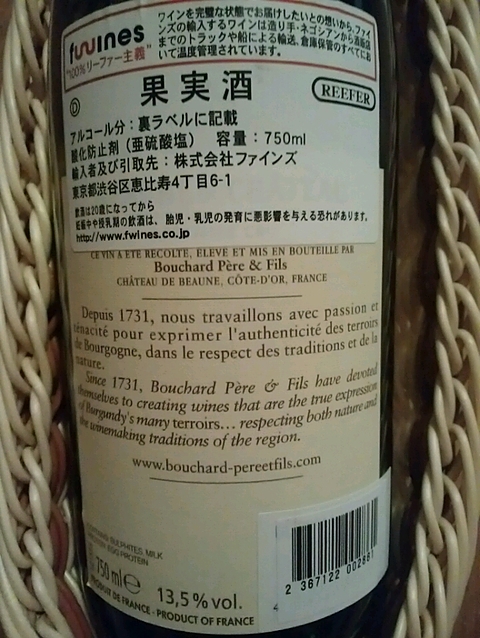 fwines
"100%リーファー主義"
ワインを完璧な状態でお届けしたいとの想いから、ファイ
ンズの輸入するワインは造り手・ネゴシアンから酒販店
までのトラックや船による輸送、倉庫保管のすべてにお
いて温度管理されています。
果実酒
REEFER
D
アルコール分：裏ラベルに記載
酸化防止剤（亜硫酸塩） 容量：750ml
輸入者及び引取先：株式会社ファインズ
東京都渋谷区恵比寿4丁目6-1
飲酒は20歳になってから
妊娠中や授乳期の飲酒は、胎児・乳児の発育に悪影響を与える恐れがあります。
http://www.fwines.co.jp
CE VIN A ÉTÉ RÉCOLTÉ, ÉLEVÉ ET MIS EN BOUTEILLE PAR
Bouchard Père & Fils
CHÂTEAU DE BEAUNE, CÔTE-D'OR, FRANCE
Depuis 1731, nous travaillons avec passion et
ténacité pour exprimer l'authenticité des terroirs
de Bourgogne, dans le respect des traditions et de la
nature.
Since 1731, Bouchard Père & Fils have devoted
themselves to creating wines that are the true expression
of Burgundy's many terroirs... respecting both nature and
the winemaking traditions of the region.
www.bouchard-pereetfils.com
SULPHITES, MILK
EGG PROTEIN
750 ml e 13,5 % vol.
PRODUIT DE FRANCE - PRODUCT OF FRANCE
2 367122 002861